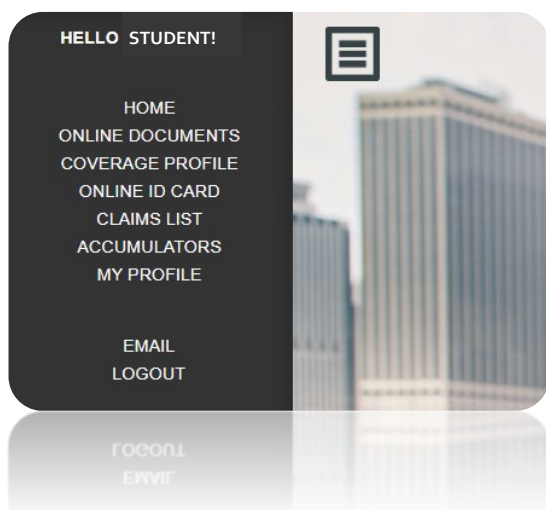 HELLO STUDENT!
HOME
ONLINE DOCUMENTS
COVERAGE PROFILE
ONLINE ID CARD
CLAIMS LIST
ACCUMULATORS
MY PROFILE
EMAIL
LOGOUT